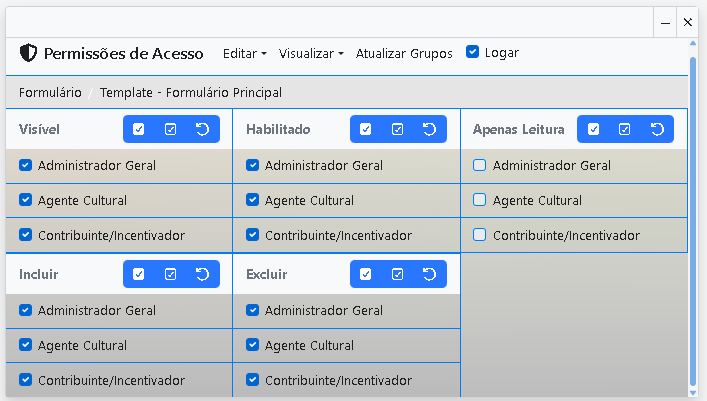 Permissões de Acesso Editar Visualizar Atualizar Grupos Logar
Formulário / Template - Formulário Principal
Visível Habilitado Apenas Leitura
Administrador Geral Administrador Geral Administrador Geral
Agente Cultural Agente Cultural Agente Cultural
Contribuinte/Incentivador Contribuinte/Incentivador Contribuinte/Incentivador
Incluir Excluir
Administrador Geral Administrador Geral
Agente Cultural Agente Cultural
Contribuinte/Incentivador Contribuinte/Incentivador